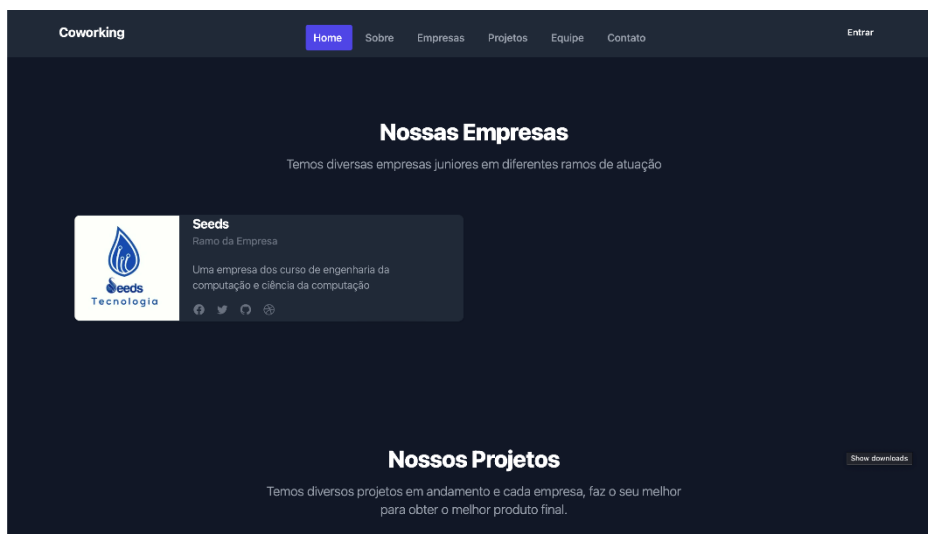 Coworking
Home Sobre Empresas Projetos Equipe Contato
Entrar
Nossas Empresas
Temos diversas empresas juniores em diferentes ramos de atuação
Seeds
Tecnologia
Seeds
Ramo da Empresa
Uma empresa dos curso de engenharia da
computação e ciência da computação
Nossos Projetos
Show downloads
Temos diversos projetos em andamento e cada empresa, faz o seu melhor
para obter o melhor produto final.